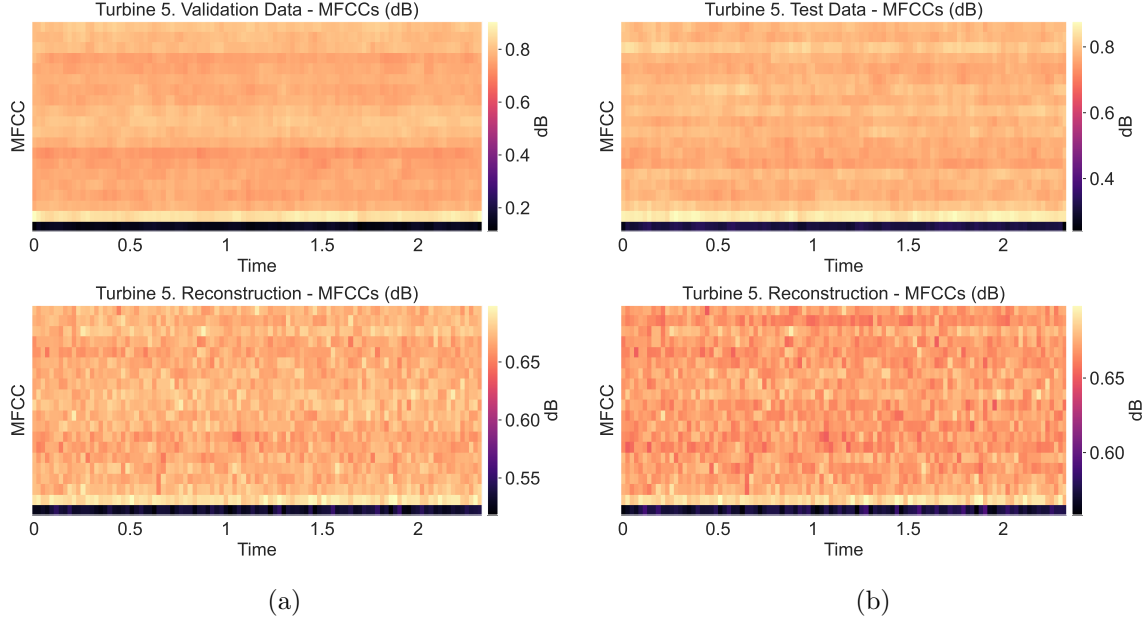 Turbine 5. Validation Data - MFCCs (dB)
MFCC
0.8
0.6
0.4
0.2
dB
0 0.5 1 1.5 2
Time
Turbine 5. Reconstruction - MFCCs (dB)
MFCC
0.65
0.60
0.55
dB
0 0.5 1 1.5 2
Time
(a)
Turbine 5. Test Data - MFCCs (dB)
MFCC
0.8
0.6
0.4
dB
0 0.5 1 1.5 2
Time
Turbine 5. Reconstruction - MFCCs (dB)
MFCC
0.65
0.60
dB
0 0.5 1 1.5 2
Time
(b)